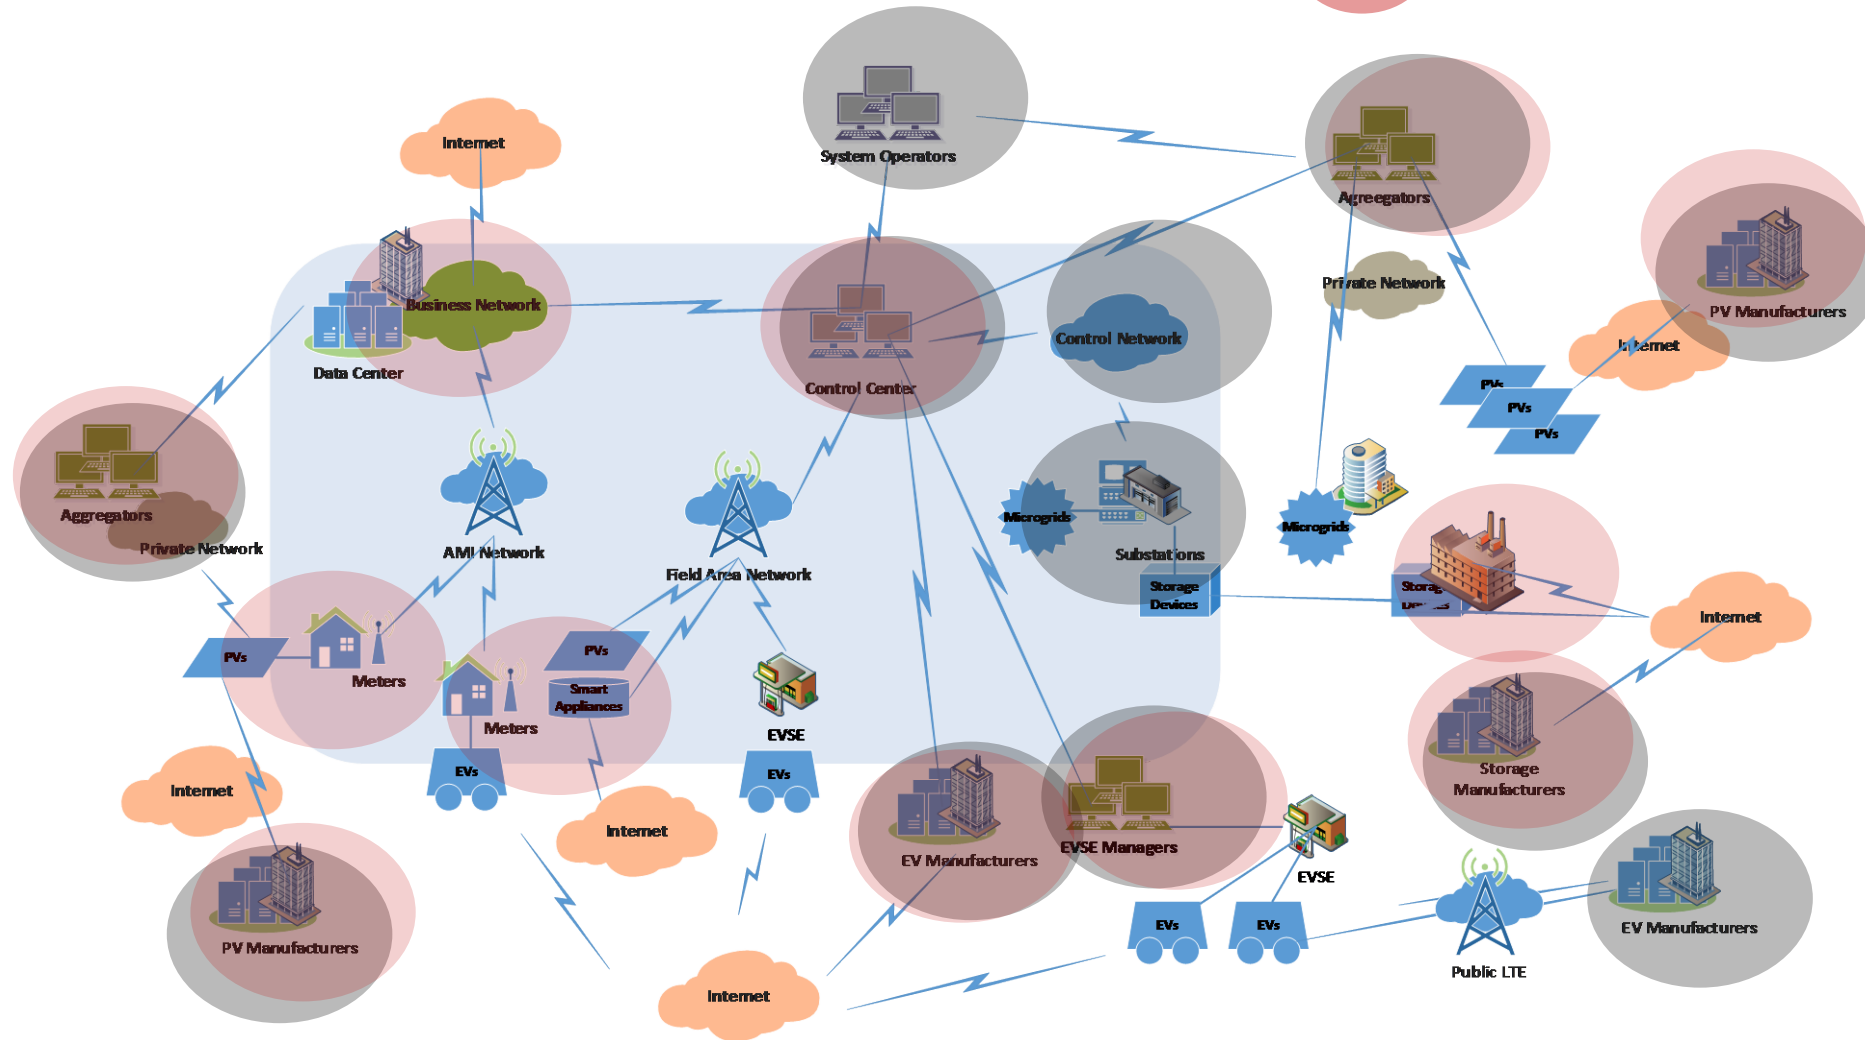 Internet
System Operators
Agreegators
Private Network
PV Manufacturers
Internet
Business Network
Data Center
Control Center
Control Network
PVs
PVs
PVs
Aggregators
Private Network
AMI Network
Field Area Network
Microgrids
Substations
Storage
Devices
Microgrids
Storage
Devices
Internet
PVs
Meters
PVs
Smart
Appliances
Meters
EVSE
EVs
EVs
Internet
Internet
PV Manufacturers
EV Manufacturers
EVSE Managers
EVSE
Storage
Manufacturers
EVs
EVs
Public LTE
EV Manufacturers
Internet